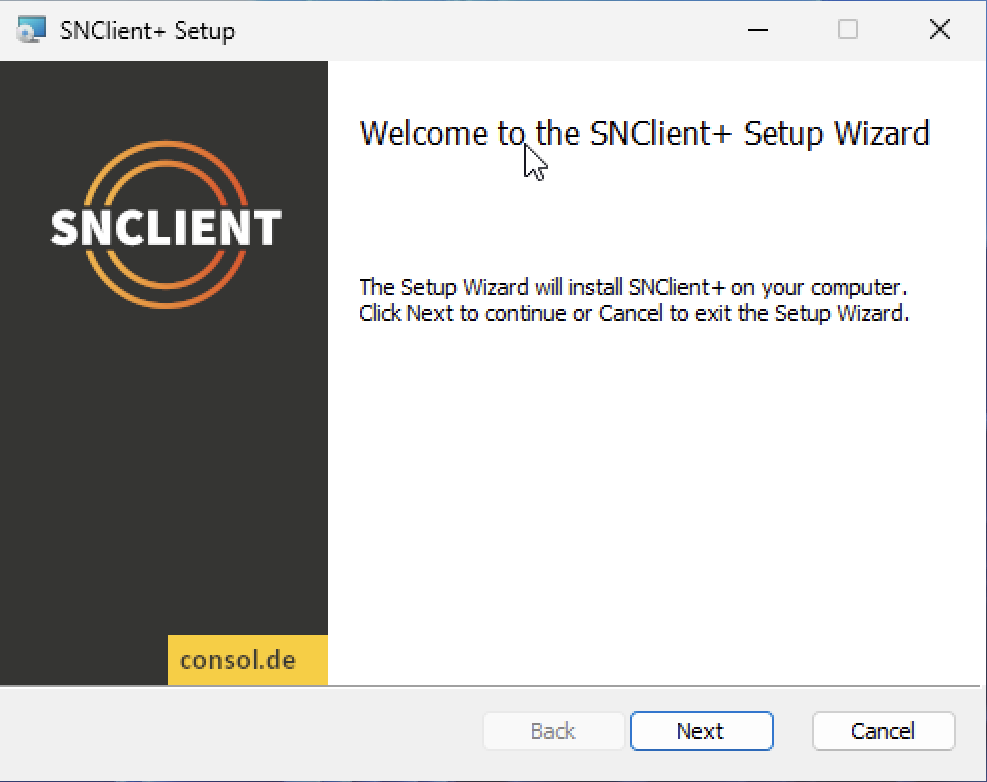 SNClient+ Setup
Welcome to the SNClient+ Setup Wizard
SNCLIENT
The Setup Wizard will install SNClient+ on your computer.
Click Next to continue or Cancel to exit the Setup Wizard.
consol.de
Back
Next
Cancel